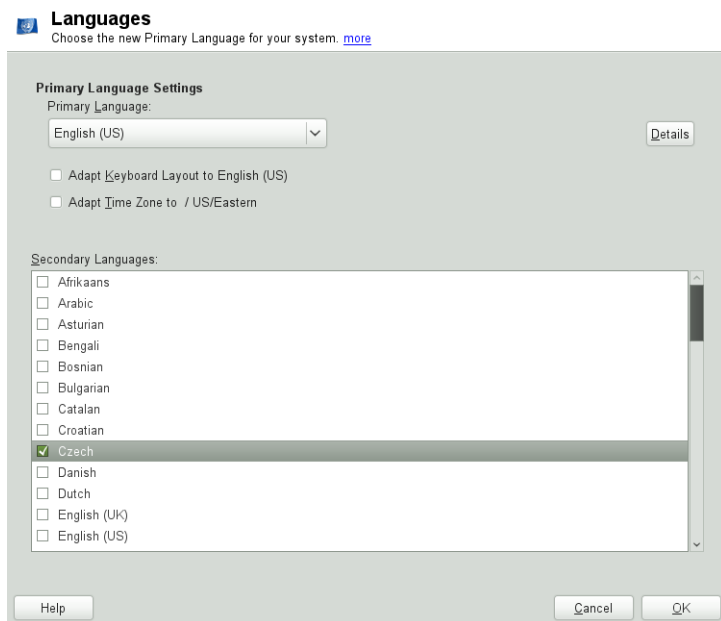 Languages
Choose the new Primary Language for your system. more
Primary Language Settings
Primary Language:
English (US)
Details
Adapt Keyboard Layout to English (US)
Adapt Time Zone to / US/Eastern
Secondary Languages:
Afrikaans
Arabic
Asturian
Bengali
Bosnian
Bulgarian
Catalan
Croatian
Czech
Danish
Dutch
English (UK)
English (US)
Help
Cancel
OK